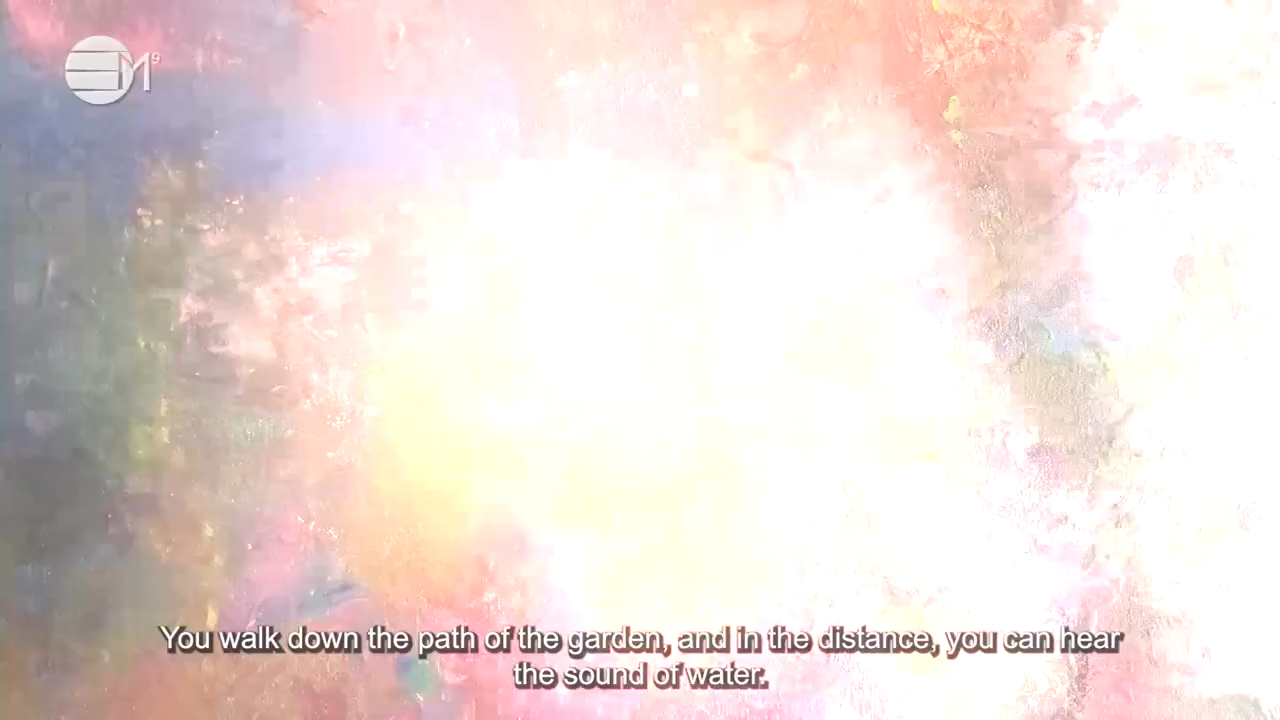 EM9
You walk down the path of the garden, and in the distance, you can hear
the sound of water.